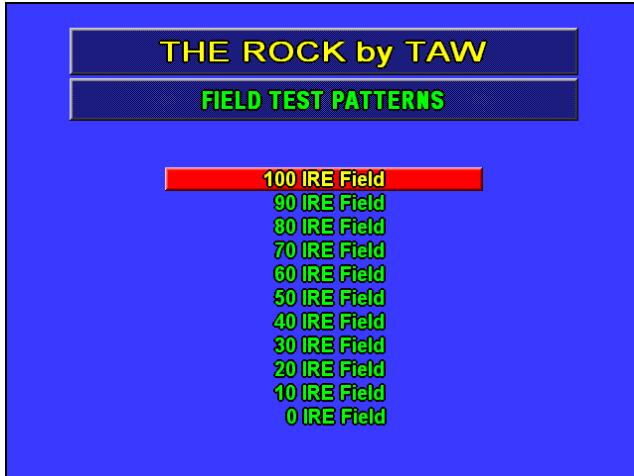 THE ROCK by TAW
FIELD TEST PATTERNS
100 IRE Field
90 IRE Field
80 IRE Field
70 IRE Field
60 IRE Field
50 IRE Field
40 IRE Field
30 IRE Field
20 IRE Field
10 IRE Field
0 IRE Field